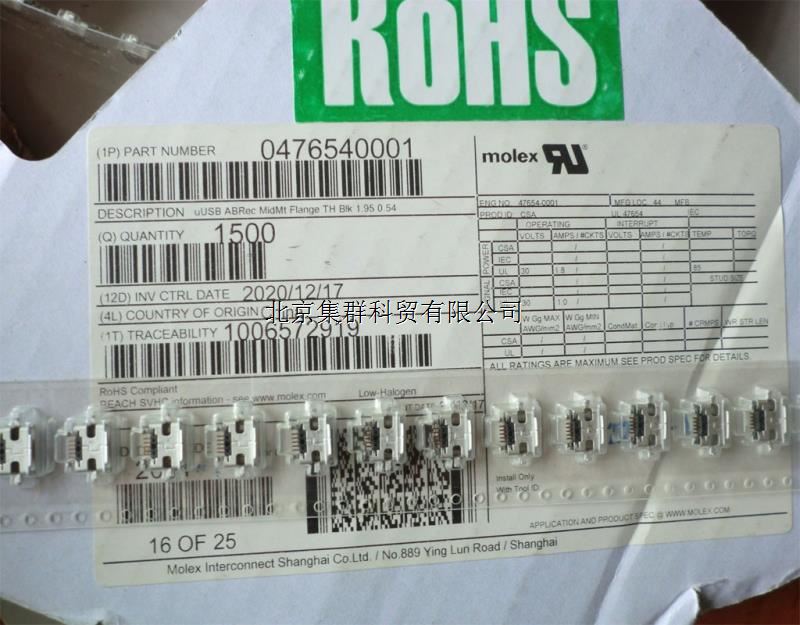 RoHS
(1P) PART NUMBER 0476540001
molex
DESCRIPTION uUSB ABRec MidMt Flange TH Blk 1.95 0.54
(Q) QUANTITY 1500
(12D) INV CTRL DATE 2020/12/17
(4L) COUNTRY OF ORIGIN
北京集群科贸有限公司
(1T) TRACEABILITY 1006572919
RoHS Compliant
REACH SVHC information - see www.molex.com
Low-Halogen
16 OF 25
Molex Interconnect Shanghai Co.Ltd. / No.889 Ying Lun Road / Shanghai
ENG NO. 47654-0001 MFG LOC. 44 MFB
PROD ID: CSA UL 47654 IEC
OPERATING INTERRUPT
VOLTS AMPS / #CKTS VOLTS AMPS / #CKTS TEMP TORQ
CSA / /
IEC / /
UL 30 1.8 / / 85
CSA / / STUD SIZE
IEC / /
30 1.0 / /
W Gg MAX AWG/mm2 W Gg MIN AWG/mm2 CondMat # CRMPS WR STR LEN
CSA / /
UL / /
ALL RATINGS ARE MAXIMUM SEE PROD SPEC FOR DETAILS.
Install Only
With Tool ID:
APPLICATION AND PRODUCT SPEC @ WWW.MOLEX.COM